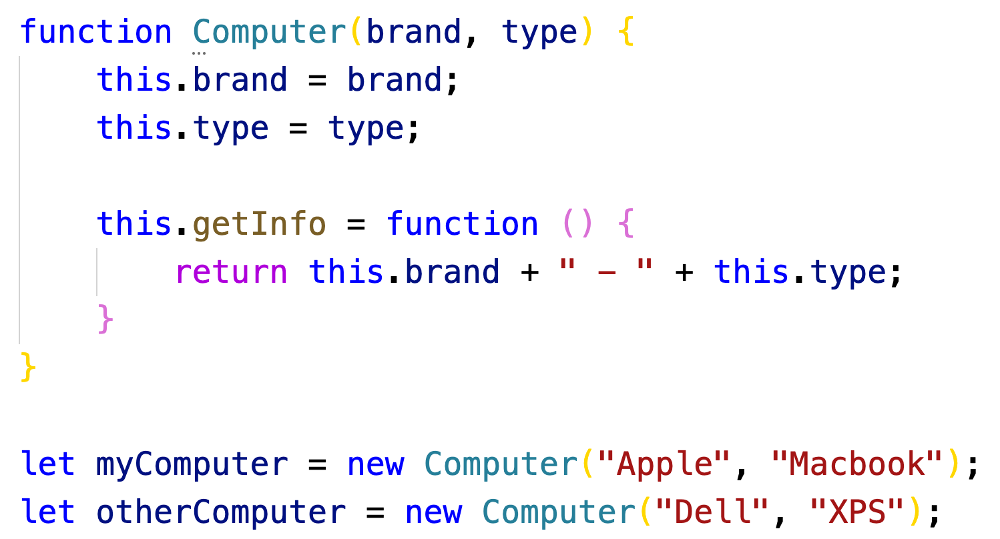 function Computer(brand, type) {
    this.brand = brand;
    this.type = type;

    this.getInfo = function () {
        return this.brand + " - " + this.type;
    }
}

let myComputer = new Computer("Apple", "Macbook");
let otherComputer = new Computer("Dell", "XPS");